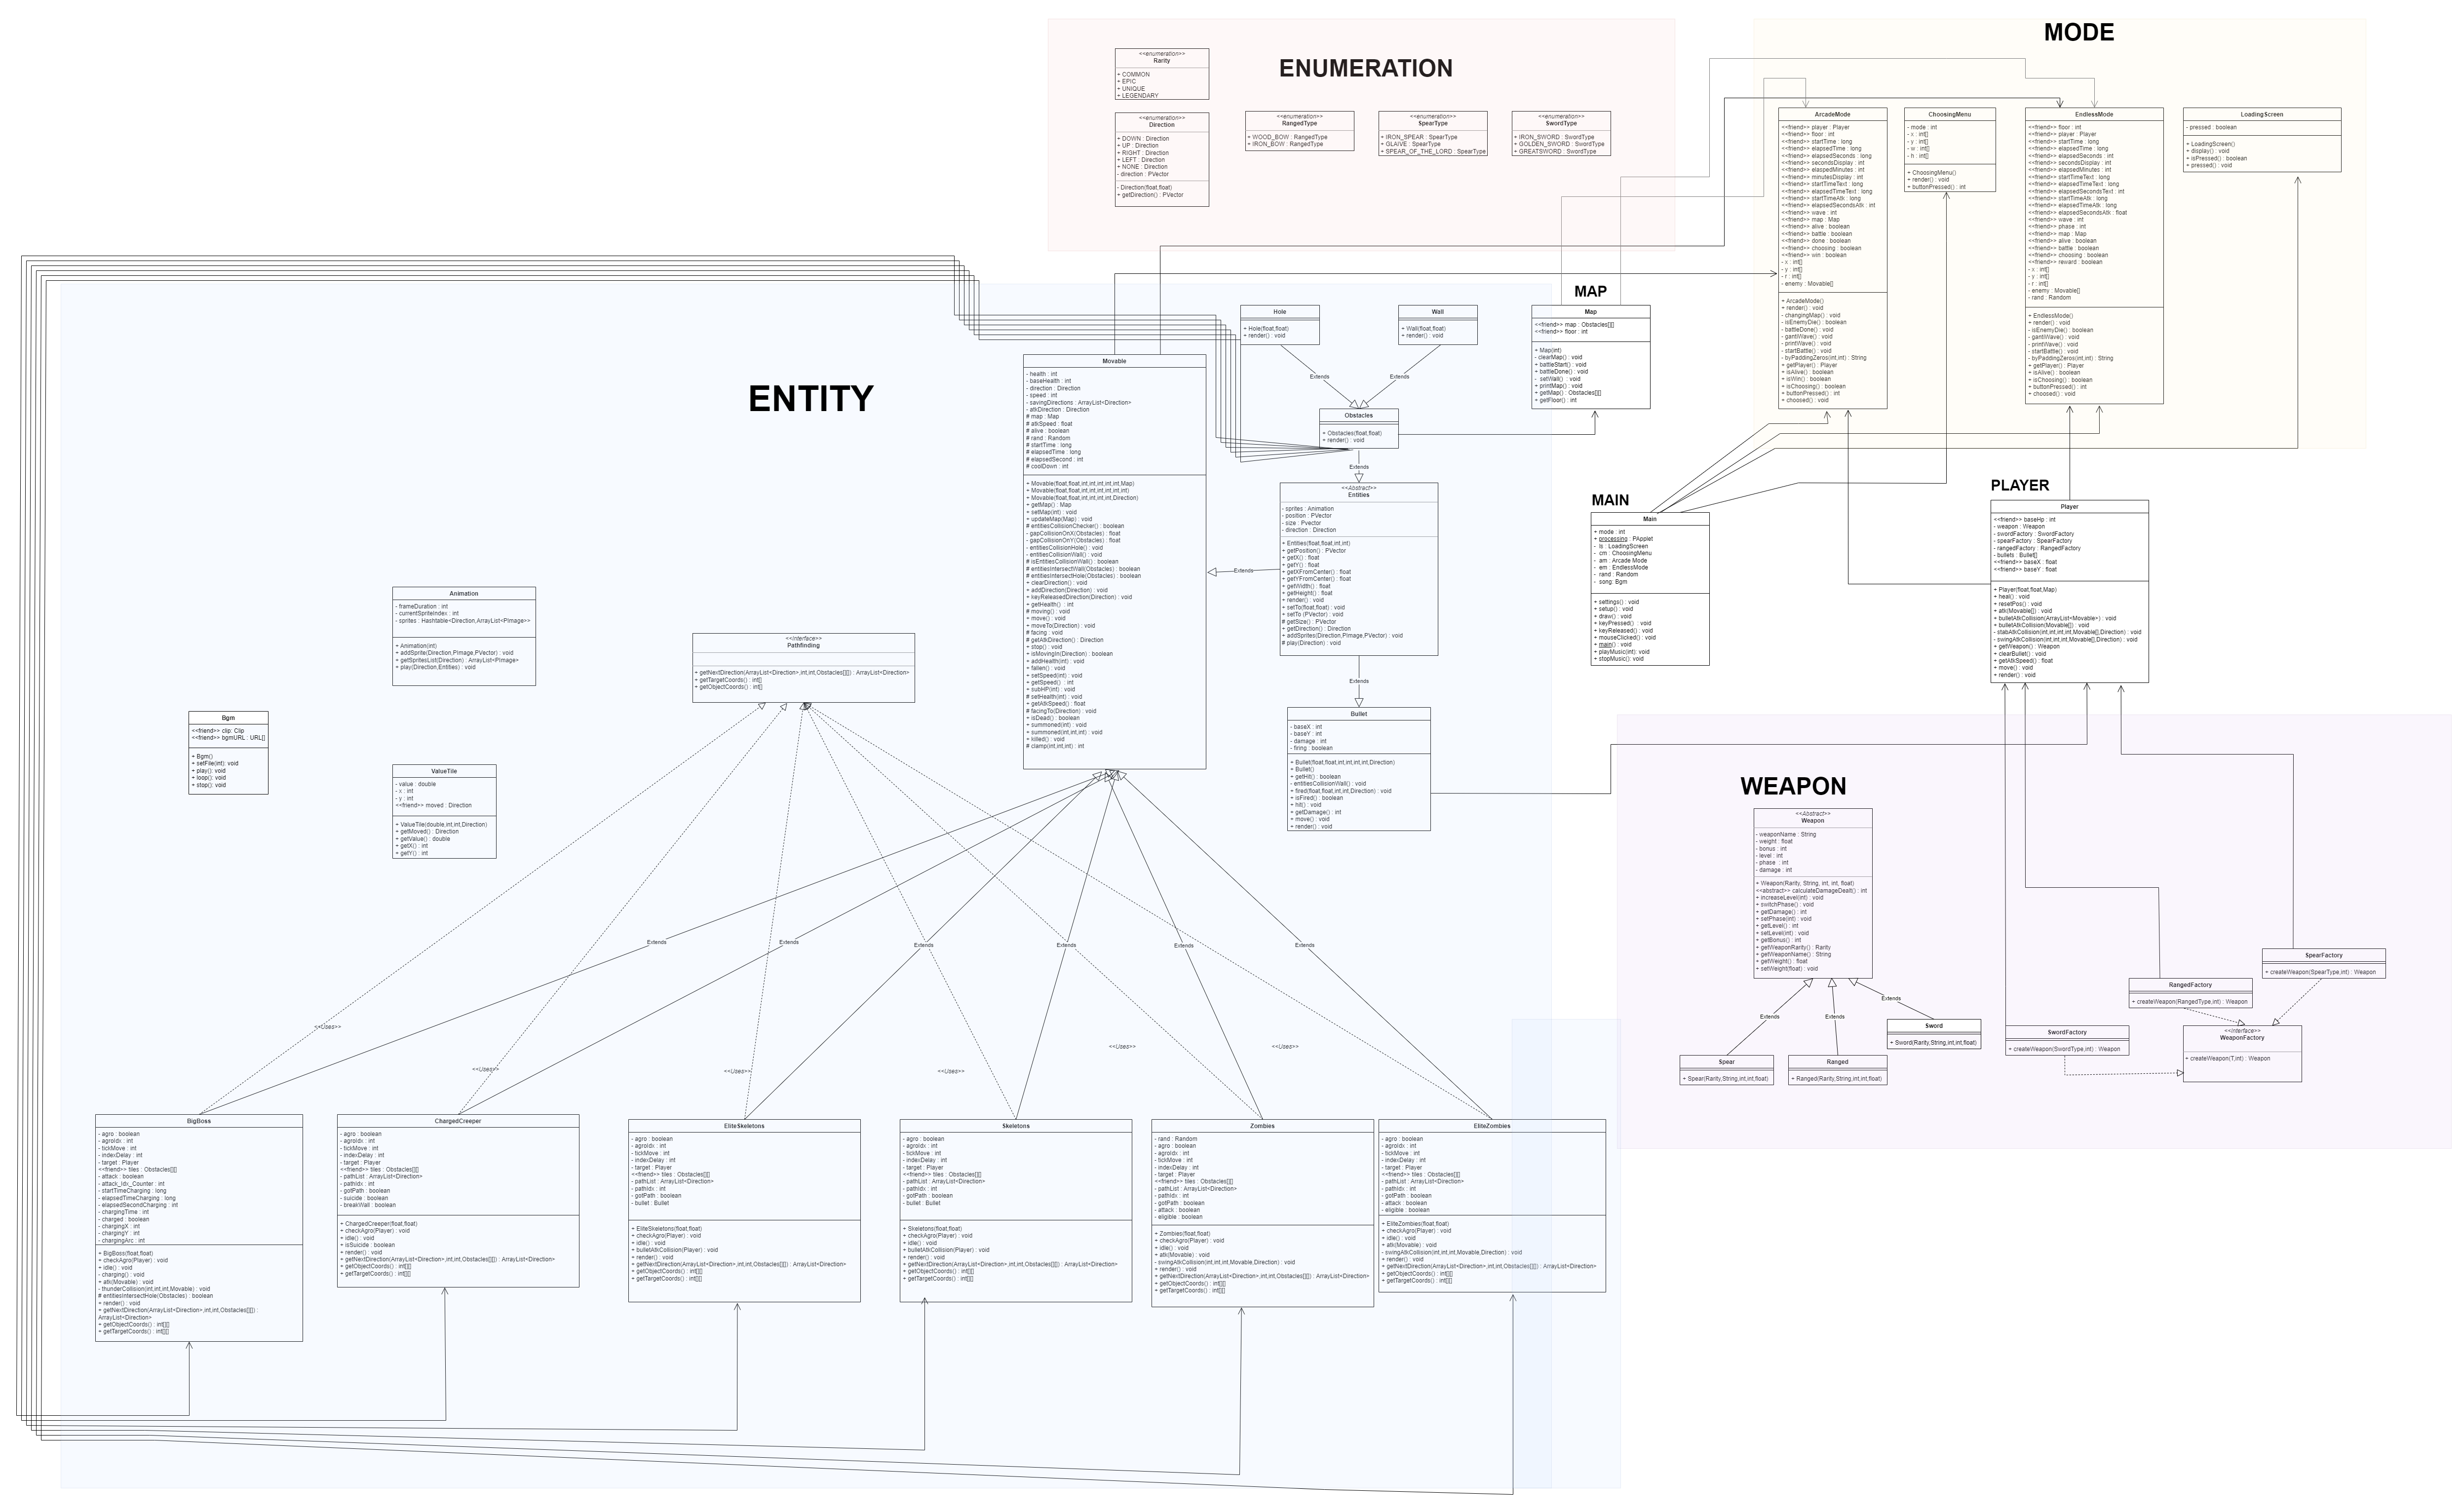 ENUMERATION
<<enumeration>>
Rarity
+ COMMON
+ EPIC
+ UNIQUE
+ LEGENDARY
<<enumeration>>
Direction
+ DOWN : Direction
+ UP : Direction
+ RIGHT : Direction
+ LEFT : Direction
+ NONE : Direction
- direction : PVector
- Direction(float,float)
+ getDirection() : PVector
<<enumeration>>
RangedType
+ WOOD_BOW : RangedType
+ IRON_BOW : RangedType
<<enumeration>>
SpearType
+ IRON_SPEAR : SpearType
+ GLAIVE : SpearType
+ SPEAR_OF_THE_LORD : SpearType
<<enumeration>>
SwordType
+ IRON_SWORD : SwordType
+ GOLDEN_SWORD : SwordType
+ GREATSWORD : SwordType
MODE
ArcadeMode
<<friend>> player : Player
<<friend>> floor : int
<<friend>> startTime : long
<<friend>> elapsedTime : long
<<friend>> elapsedSeconds : long
<<friend>> secondsDisplay : int
<<friend>> elaspedMinutes : int
<<friend>> minutesDisplay : int
<<friend>> startTimeText : long
<<friend>> elapsedTimeText : long
<<friend>> startTimeAtk : long
<<friend>> elapsedSecondsAtk : int
<<friend>> wave : int
<<friend>> map : Map
<<friend>> alive : boolean
<<friend>> battle : boolean
<<friend>> done : boolean
<<friend>> choosing : boolean
<<friend>> win : boolean
- x : int[]
- y : int[]
- r : int[]
- enemy : Movable[]
+ ArcadeMode()
+ render() : void
- changingMap() : void
- isEnemyDie() : boolean
- battleDone() : void
- gantiWave() : void
- printWave() : void
- startBattle() : void
- byPaddingZeros(int,int) : String
+ getPlayer() : Player
+ isAlive() : boolean
+ isWin() : boolean
+ isChoosing() : boolean
+ buttonPressed() : int
+ choosed() : void
ChoosingMenu
- mode : int
- x : int[]
- y : int[]
- w : int[]
- h : int[]
+ ChoosingMenu()
+ render() : void
+ buttonPressed() : int
EndlessMode
<<friend>> floor : int
<<friend>> player : Player
<<friend>> startTime : long
<<friend>> elapsedTime : long
<<friend>> elapsedSeconds : int
<<friend>> secondsDisplay : int
<<friend>> elapsedMinutes : int
<<friend>> startTimeText : long
<<friend>> elapsedTimeText : long
<<friend>> elapsedSecondsText : int
<<friend>> startTimeAtk : long
<<friend>> elapsedTimeAtk : long
<<friend>> elapsedSecondsAtk : float
<<friend>> wave : int
<<friend>> phase : int
<<friend>> map : Map
<<friend>> alive : boolean
<<friend>> battle : boolean
<<friend>> choosing : boolean
<<friend>> reward : boolean
- x : int[]
- y : int[]
- r : int[]
- enemy : Movable[]
- rand : Random
+ EndlessMode()
+ render() : void
- isEnemyDie() : boolean
- gantiWave() : void
- printWave() : void
- startBattle() : void
- byPaddingZeros(int,int) : String
+ getPlayer() : Player
+ isAlive() : boolean
+ isChoosing() : boolean
+ buttonPressed() : int
+ choosed() : void
LoadingScreen
- pressed : boolean
+ LoadingScreen()
+ display() : void
+ isPressed() : boolean
+ pressed() : void
ENTITY
Movable
- health : int
- baseHealth : int
- direction : Direction
- speed : int
- savingDirections : ArrayList<Direction>
- atkDirection : Direction
# map : Map
# atkSpeed : float
# alive : boolean
# rand : Random
# startTime : long
# elapsedTime : long
# elapsedSecond : int
# coolDown : int
+ Movable(float,float,int,int,int,int,int,Map)
+ Movable(float,float,int,int,int,int,int,int)
+ Movable(float,float,int,int,int,int,Direction)
+ getMap() : Map
+ setMap(int) : void
+ updateMap(Map) : void
# entitiesCollisionChecker() : boolean
- gapCollisionOnX(Obstacles) : float
- gapCollisionOnY(Obstacles) : float
- entitiesCollisionHole() : void
- entitiesCollisionWall() : void
# isEntitiesCollisionWall() : boolean
# entitiesIntersectWall(Obstacles) : boolean
# entitiesIntersectHole(Obstacles) : boolean
+ clearDirection() : void
+ addDirection(Direction) : void
+ keyReleasedDirection(Direction) : void
+ getHealth() : int
# moving() : void
+ move() : void
+ moveTo(Direction) : void
# facing : void
# getAtkDirection() : Direction
+ stop() : void
+ isMovingIn(Direction) : boolean
+ addHealth(int) : void
+ fallen() : void
+ setSpeed(int) : void
+ getSpeed() : int
+ subHP(int) : void
# setHealth(int) : void
+ getAtkSpeed() : float
# facingTo(Direction) : void
+ isDead() : boolean
+ summoned(int) : void
+ summoned(int,int,int) : void
+ killed() : void
# clamp(int,int,int) : int
Hole
+ Hole(float,float)
+ render() : void
Wall
+ Wall(float,float)
+ render() : void
Extends
Extends
Obstacles
+ Obstacles(float,float)
+ render() : void
Extends
<<Abstract>>
Entities
- sprites : Animation
- position : PVector
- size : Pvector
- direction : Direction
+ Entities(float,float,int,int)
+ getPosition() : PVector
+ getX() : float
+ getY() : float
+ getXFromCenter() : float
+ getYFromCenter() : float
+ getWidth() : float
+ getHeight() : float
+ render() : void
+ setTo(float,float) : void
+ setTo (PVector) : void
# getSize() : PVector
+ getDirection() : Direction
+ addSprites(Direction,PImage,PVector) : void
# play(Direction) : void
Extends
Extends
Bullet
- baseX : int
- baseY : int
- damage : int
- firing : boolean
+ Bullet(float,float,int,int,int,int,Direction)
+ Bullet()
+ getHit() : boolean
- entitiesCollisionWall() : void
+ fired(float,float,int,int,Direction) : void
+ isFired() : boolean
+ hit() : void
+ getDamage() : int
+ move() : void
+ render() : void
MAP
Map
<<friend>> map : Obstacles[][]
<<friend>> floor : int
+ Map(int)
- clearMap() : void
+ battleStart() : void
+ battleDone() : void
- setWall() : void
+ printMap() : void
+ getMap() : Obstacles[][]
+ getFloor() : int
MAIN
Main
+ mode : int
+ processing : PApplet
- ls : LoadingScreen
- cm : ChoosingMenu
- am : Arcade Mode
- em : EndlessMode
- rand : Random
- song: Bgm
+ settings() : void
+ setup() : void
+ draw() : void
+ keyPressed() : void
+ keyReleased() : void
+ mouseClicked() : void
+ main() : void
+ playMusic(int): void
+ stopMusic(): void
PLAYER
Player
<<friend>> baseHp : int
- weapon : Weapon
- swordFactory : SwordFactory
- spearFactory : SpearFactory
- rangedFactory : RangedFactory
- bullets : Bullet[]
<<friend>> baseX : float
<<friend>> baseY : float
+ Player(float,float,Map)
+ heal() : void
+ resetPos() : void
+ atk(Movable[]) : void
+ bulletAtkCollision(ArrayList<Movable>) : void
+ bulletAtkCollision(Movable[]) : void
- stabAtkCollision(int,int,int,int,Movable[],Direction) : void
- swingAtkCollision(int,int,int,Movable[],Direction) : void
+ getWeapon() : Weapon
+ clearBullet() : void
+ getAtkSpeed() : float
+ move() : void
+ render() : void
Animation
- frameDuration : int
- currentSpriteIndex : int
- sprites : Hashtable<Direction,ArrayList<PImage>>
+ Animation(int)
+ addSprite(Direction,PImage,PVector) : void
+ getSpritesList(Direction) : ArrayList<PImage>
+ play(Direction,Entities) : void
<<Interface>>
Pathfinding
+ getNextDirection(ArrayList<Direction>,int,int,Obstacles[][]) : ArrayList<Direction>
+ getTargetCoords() : int[]
+ getObjectCoords() : int[]
Bgm
<<friend>> clip: Clip
<<friend>> bgmURL : URL[]
+ Bgm()
+ setFile(int): void
+ play(): void
+ loop(): void
+ stop(): void
ValueTile
- value : double
- x : int
- y : int
<<friend>> moved : Direction
+ ValueTile(double,int,int,Direction)
+ getMoved() : Direction
+ getValue() : double
+ getX() : int
+ getY() : int
WEAPON
<<Abstract>>
Weapon
- weaponName : String
- weight : float
- bonus : int
- level : int
- phase : int
- damage : int
+ Weapon(Rarity, String, int, int, float)
<<abstract>> calculateDamageDealt() : int
+ increaseLevel(int) : void
+ switchPhase() : void
+ getDamage() : int
+ setPhase(int) : void
+ getLevel() : int
+ setLevel(int) : void
+ getBonus() : int
+ getWeaponRarity() : Rarity
+ getWeaponName() : String
+ getWeight() : float
+ setWeight(float) : void
Extends
Extends
Extends
Spear
+ Spear(Rarity,String,int,int,float)
Ranged
+ Ranged(Rarity,String,int,int,float)
Sword
+ Sword(Rarity,String,int,int,float)
SpearFactory
+ createWeapon(SpearType,int) : Weapon
RangedFactory
+ createWeapon(RangedType,int) : Weapon
SwordFactory
+ createWeapon(SwordType,int) : Weapon
<<Interface>>
WeaponFactory
+ createWeapon(T,int) : Weapon
Extends
Extends
Extends
Extends
Extends
Extends
<<Uses>>
<<Uses>>
<<Uses>>
<<Uses>>
<<Uses>>
<<Uses>>
BigBoss
- agro : boolean
- agroIdx : int
- tickMove : int
- indexDelay : int
- target : Player
<<friend>> tiles : Obstacles[][]
- pathList : ArrayList<Direction>
- attack : boolean
- attack_Idx_Counter : int
- startTimeCharging : long
- elapsedTimeCharging : long
- elapsedSecondCharging : int
- chargingTime : int
- charged : boolean
- chargingX : int
- chargingY : int
- chargingArc : int
+ BigBoss(float,float)
+ checkAgro(Player) : void
+ idle() : void
- charging() : void
+ atk(Movable) : void
- thunderCollision(int,int,int,Movable) : void
# entitiesIntersectHole(Obstacles) : boolean
+ render() : void
+ getNextDirection(ArrayList<Direction>,int,int,Obstacles[][]) :
ArrayList<Direction>
+ getObjectCoords() : int[][]
+ getTargetCoords() : int[][]
ChargedCreeper
- agro : boolean
- agroIdx : int
- tickMove : int
- indexDelay : int
- target : Player
<<friend>> tiles : Obstacles[][]
- pathList : ArrayList<Direction>
- pathIdx : int
- gotPath : boolean
- suicide : boolean
- breakWall : boolean
+ ChargedCreeper(float,float)
+ checkAgro(Player) : void
+ idle() : void
+ isSuicide : boolean
+ render() : void
+ getNextDirection(ArrayList<Direction>,int,int,Obstacles[][]) : ArrayList<Direction>
+ getObjectCoords() : int[][]
+ getTargetCoords() : int[][]
EliteSkeletons
- agro : boolean
- agroIdx : int
- tickMove : int
- indexDelay : int
- target : Player
<<friend>> tiles : Obstacles[][]
- pathList : ArrayList<Direction>
- pathIdx : int
- gotPath : boolean
- bullet : Bullet
+ EliteSkeletons(float,float)
+ checkAgro(Player) : void
+ idle() : void
+ bulletAtkCollision(Player) : void
+ render() : void
+ getNextDirection(ArrayList<Direction>,int,int,Obstacles[][]) : ArrayList<Direction>
+ getObjectCoords() : int[][]
+ getTargetCoords() : int[][]
Skeletons
- agro : boolean
- agroIdx : int
- tickMove : int
- indexDelay : int
- target : Player
<<friend>> tiles : Obstacles[][]
- pathList : ArrayList<Direction>
- pathIdx : int
- gotPath : boolean
- bullet : Bullet
+ Skeletons(float,float)
+ checkAgro(Player) : void
+ idle() : void
+ bulletAtkCollision(Player) : void
+ render() : void
+ getNextDirection(ArrayList<Direction>,int,int,Obstacles[][]) : ArrayList<Direction>
+ getObjectCoords() : int[][]
+ getTargetCoords() : int[][]
Zombies
- rand : Random
- agro : boolean
- agroIdx : int
- tickMove : int
- indexDelay : int
- target : Player
<<friend>> tiles : Obstacles[][]
- pathList : ArrayList<Direction>
- pathIdx : int
- gotPath : boolean
- attack : boolean
- eligible : boolean
+ Zombies(float,float)
+ checkAgro(Player) : void
+ idle() : void
+ atk(Movable) : void
- swingAtkCollision(int,int,int,Movable,Direction) : void
+ render() : void
+ getNextDirection(ArrayList<Direction>,int,int,Obstacles[][]) : ArrayList<Direction>
+ getObjectCoords() : int[][]
+ getTargetCoords() : int[][]
EliteZombies
- agro : boolean
- agroIdx : int
- tickMove : int
- indexDelay : int
- target : Player
<<friend>> tiles : Obstacles[][]
- pathList : ArrayList<Direction>
- pathIdx : int
- gotPath : boolean
- attack : boolean
- eligible : boolean
+ EliteZombies(float,float)
+ checkAgro(Player) : void
+ idle() : void
+ atk(Movable) : void
- swingAtkCollision(int,int,int,Movable,Direction) : void
+ render() : void
+ getNextDirection(ArrayList<Direction>,int,int,Obstacles[][]) : ArrayList<Direction>
+ getObjectCoords() : int[][]
+ getTargetCoords() : int[][]